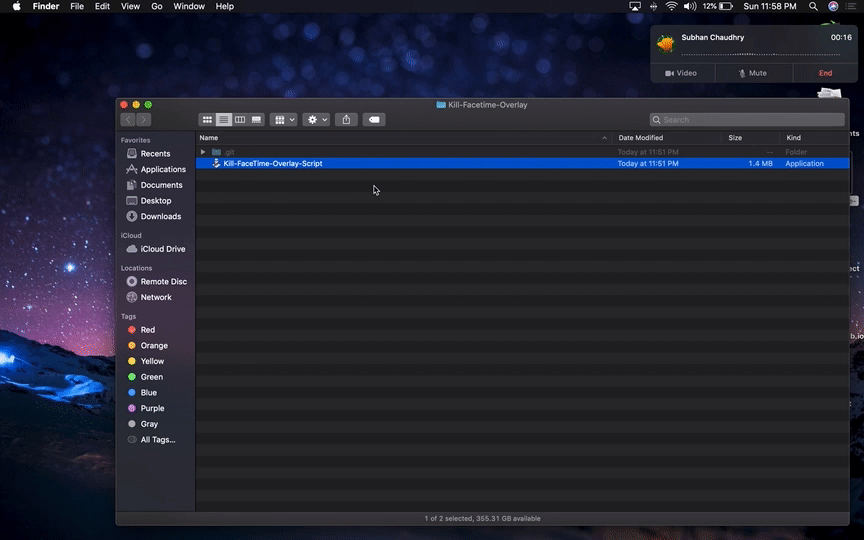 Finder File Edit View Go Window Help 12% Sun 11:58 PM
Subhan Chaudhry 00:16
Video Mute End
Kill-Facetime-Overlay
Search
Favorites
Recents
Applications
Documents
Desktop
Downloads
iCloud
iCloud Drive
Locations
Remote Disc
Network
Tags
Red
Orange
Yellow
Green
Blue
Purple
Gray
All Tags...
Name Date Modified Size Kind
.git Today at 11:51 PM -- Folder
Kill-FaceTime-Overlay-Script Today at 11:51 PM 1.4 MB Application
1 of 2 selected, 355.31 GB available